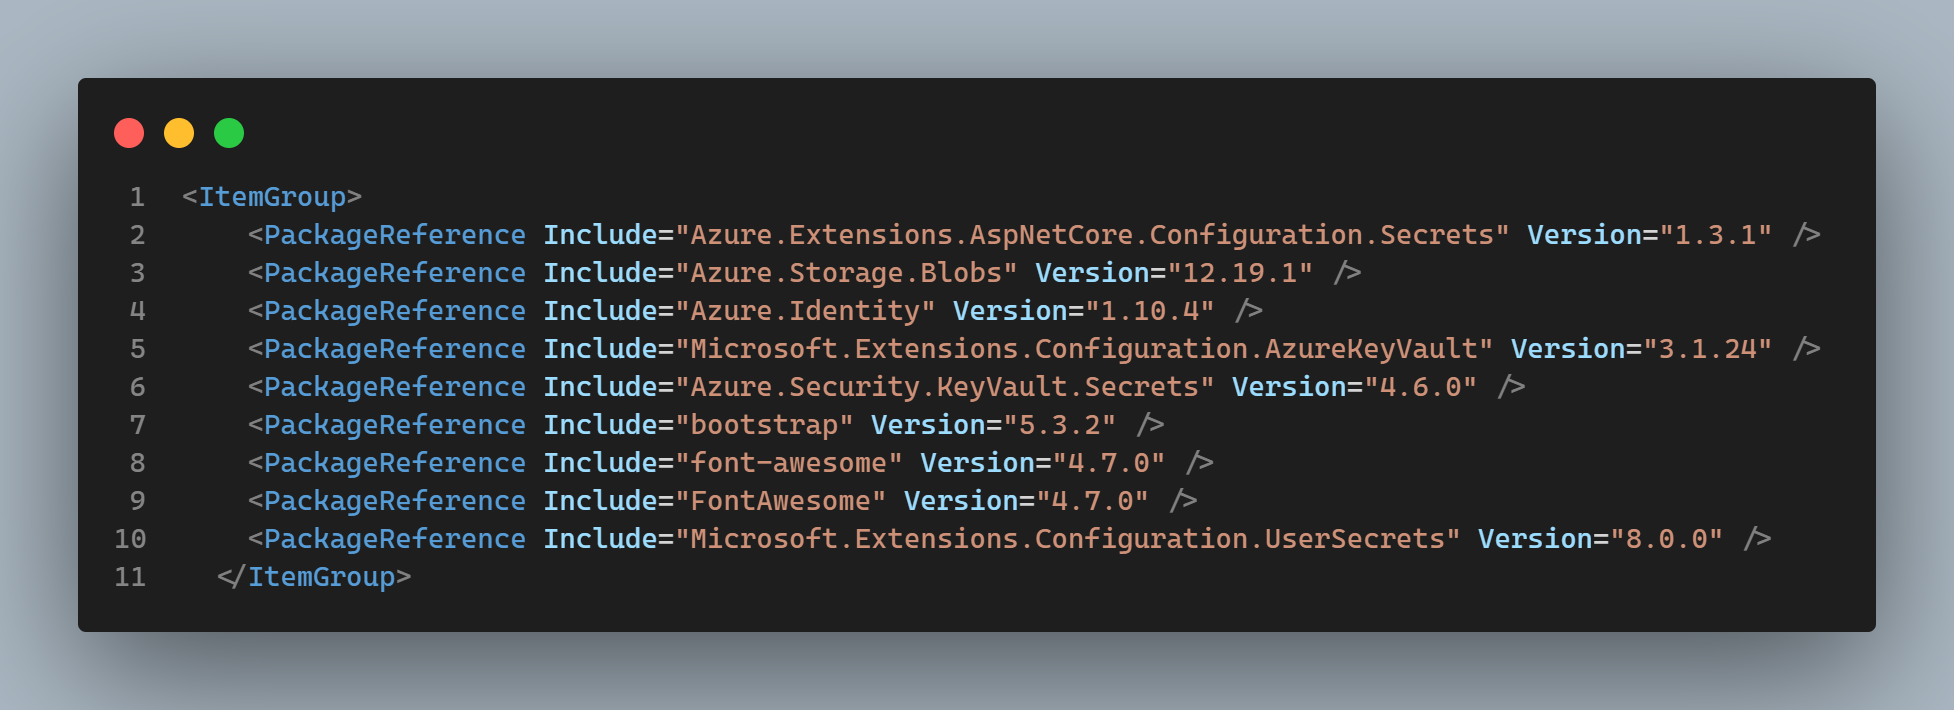 1 <ItemGroup>
2 <PackageReference Include="Azure.Extensions.AspNetCore.Configuration.Secrets" Version="1.3.1" />
3 <PackageReference Include="Azure.Storage.Blobs" Version="12.19.1" />
4 <PackageReference Include="Azure.Identity" Version="1.10.4" />
5 <PackageReference Include="Microsoft.Extensions.Configuration.AzureKeyVault" Version="3.1.24" />
6 <PackageReference Include="Azure.Security.KeyVault.Secrets" Version="4.6.0" />
7 <PackageReference Include="bootstrap" Version="5.3.2" />
8 <PackageReference Include="font-awesome" Version="4.7.0" />
9 <PackageReference Include="FontAwesome" Version="4.7.0" />
10 <PackageReference Include="Microsoft.Extensions.Configuration.UserSecrets" Version="8.0.0" />
11 </ItemGroup>